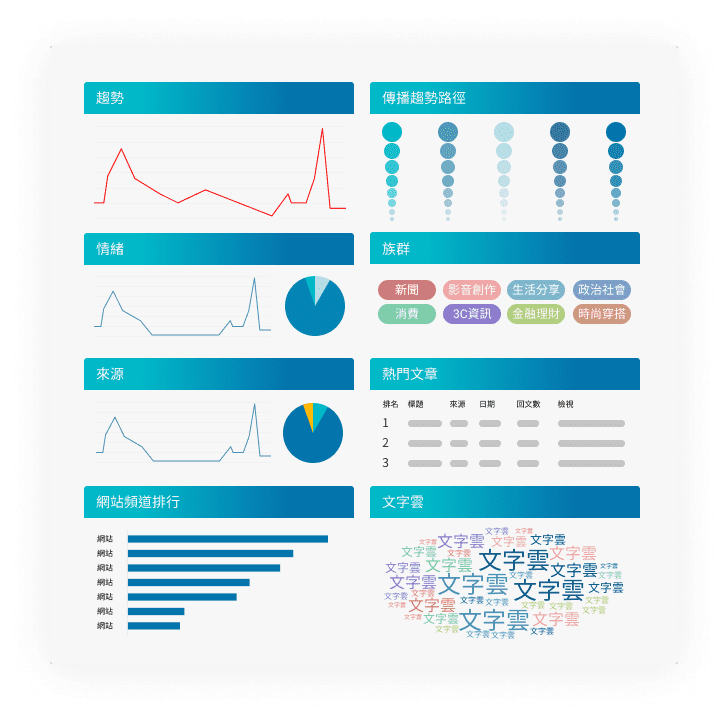 趨勢
傳播趨勢路徑
情緒
族群
新聞 影音創作 生活分享 政治社會
消費 3C資訊 金融理財 時尚穿搭
來源
熱門文章
排名 標題 來源 日期 回文數 檢視
1
2
3
網站頻道排行
網站
網站
網站
網站
網站
網站
網站
文字雲
文字雲 文字雲
文字雲 文字雲 文字雲 文字雲
文字雲 文字雲 文字雲 文字雲
文字雲 文字雲 文字雲 文字雲
文字雲 文字雲 文字雲 文字雲
文字雲 文字雲 文字雲 文字雲
文字雲 文字雲 文字雲 文字雲
文字雲 文字雲 文字雲 文字雲
文字雲 文字雲 文字雲 文字雲
文字雲 文字雲 文字雲 文字雲
文字雲